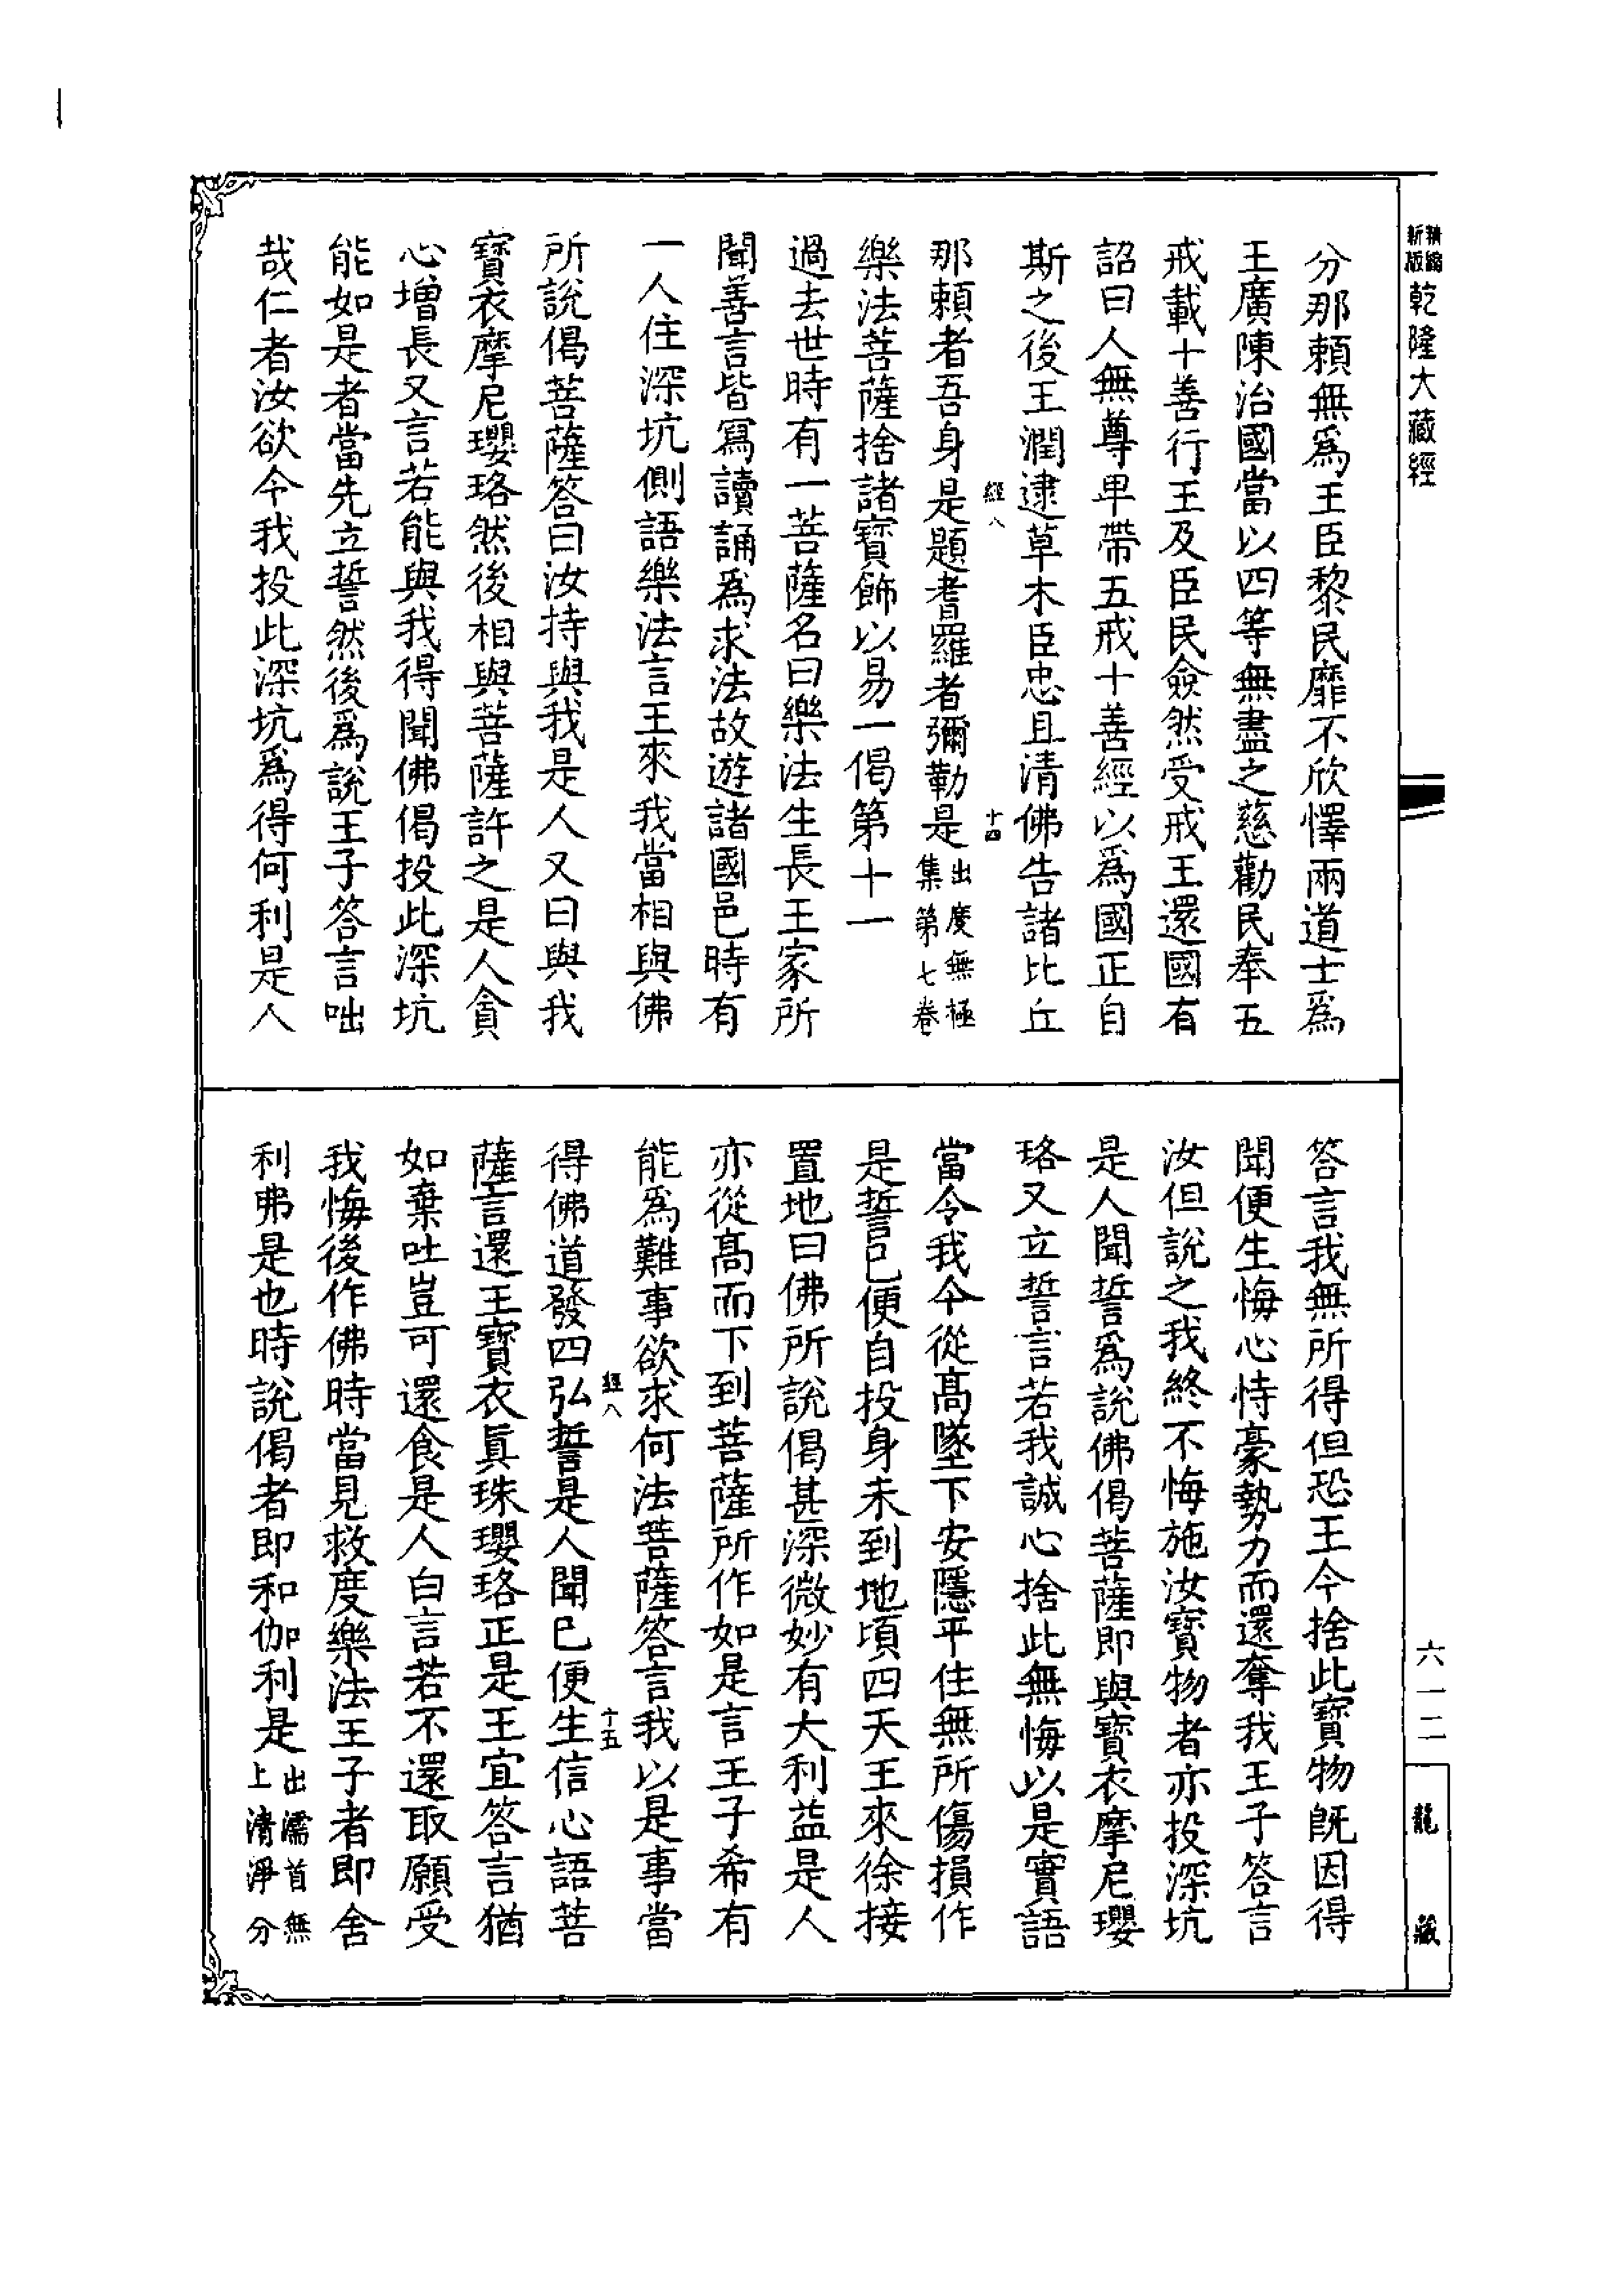 精縮新版乾隆大藏經
分那賴無為王臣黎民靡不欣懌兩道士為
王廣陳治國當以四等無盡之慈勸民奉五
戒載十善行王及臣民僉然受戒王還國有
詔曰人無尊卑帶五戒十善經以為國正自
斯之後王潤逮草木臣忠且清佛告諸比丘
經八 十四
那賴者吾身是題耆羅者彌勒是出度無極集第七卷
樂法菩薩捨諸寶飾以易一偈第十一
過去世時有一菩薩名曰樂法生長王家所
聞善言皆寫讀誦為求法故遊諸國邑時有
一人住深坑側語樂法言王來我當相與佛
所說偈菩薩答曰汝持與我是人又曰與我
寶衣摩尼瓔珞然後相與菩薩許之是人貪
心增長又言若能與我得聞佛偈投此深坑
能如是者當先立誓然後為說王子答言咄
哉仁者汝欲令我投此深坑為得何利是人
答言我無所得但恐王今捨此寶物旣因得
聞便生悔心恃豪勢力而還奪我王子答言
汝但說之我終不悔施汝寶物者亦投深坑
是人聞誓為說佛偈菩薩即與寶衣摩尼瓔
珞又立誓言若我誠心捨此無悔以是實語
當令我今從高墜下安隱平住無所傷損作
是誓已便自投身未到地頃四天王來徐接
置地曰佛所說偈甚深微妙有大利益是人
亦從高而下到菩薩所作如是言王子希有
能為難事欲求何法菩薩答言我以是事當
經八 十五
得佛道發四弘誓是人聞已便生信心語菩
薩言還王寶衣眞珠瓔珞正是王宜答言猶
如棄吐豈可還食是人白言若不還取願受
我悔後作佛時當見救度樂法王子者即舍
利弗是也時說偈者即和伽利是出濡首無上清淨分
六一二
龍藏